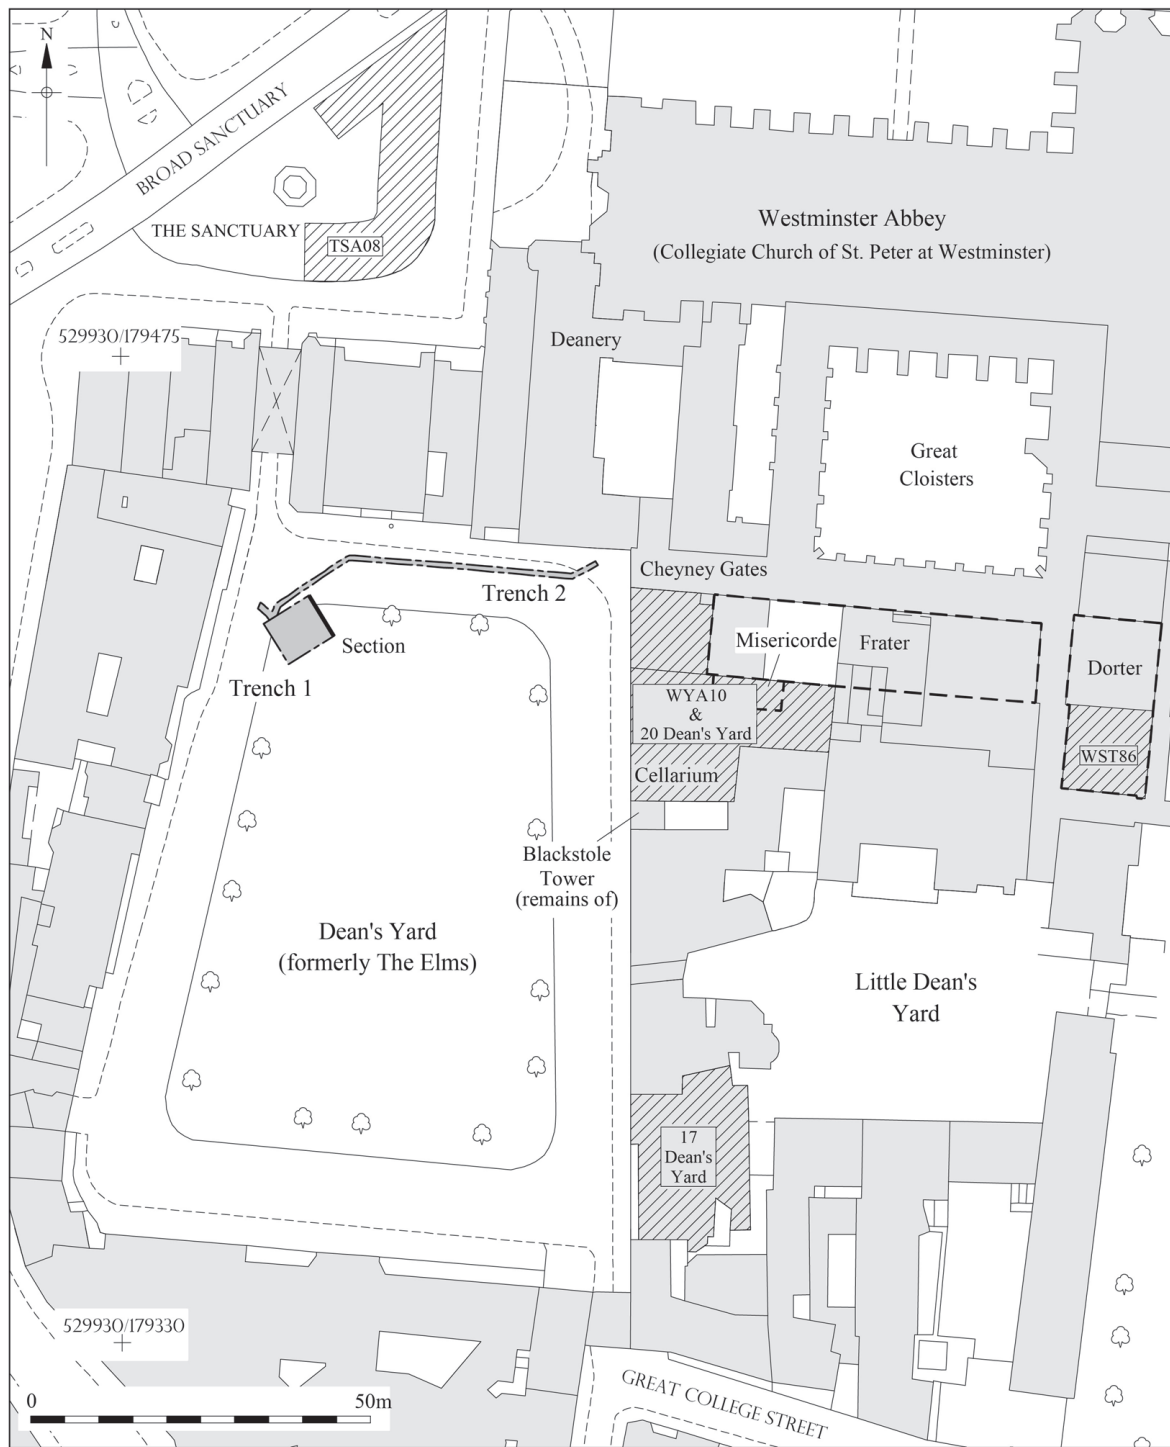 N
BROAD SANCTUARY
THE SANCTUARY
TSA08
Westminster Abbey
(Collegiate Church of St. Peter at Westminster)
529930/179475
Deanery
Great
Cloisters
Cheyney Gates
Trench 2
Section
Trench 1
Misericorde
Frater
Dorter
WYA10
&
20 Dean's Yard
WST86
Cellarium
Blackstole
Tower
(remains of)
Dean's Yard
(formerly The Elms)
Little Dean's
Yard
17
Dean's
Yard
529930/179330
0
50m
GREAT COLLEGE STREET